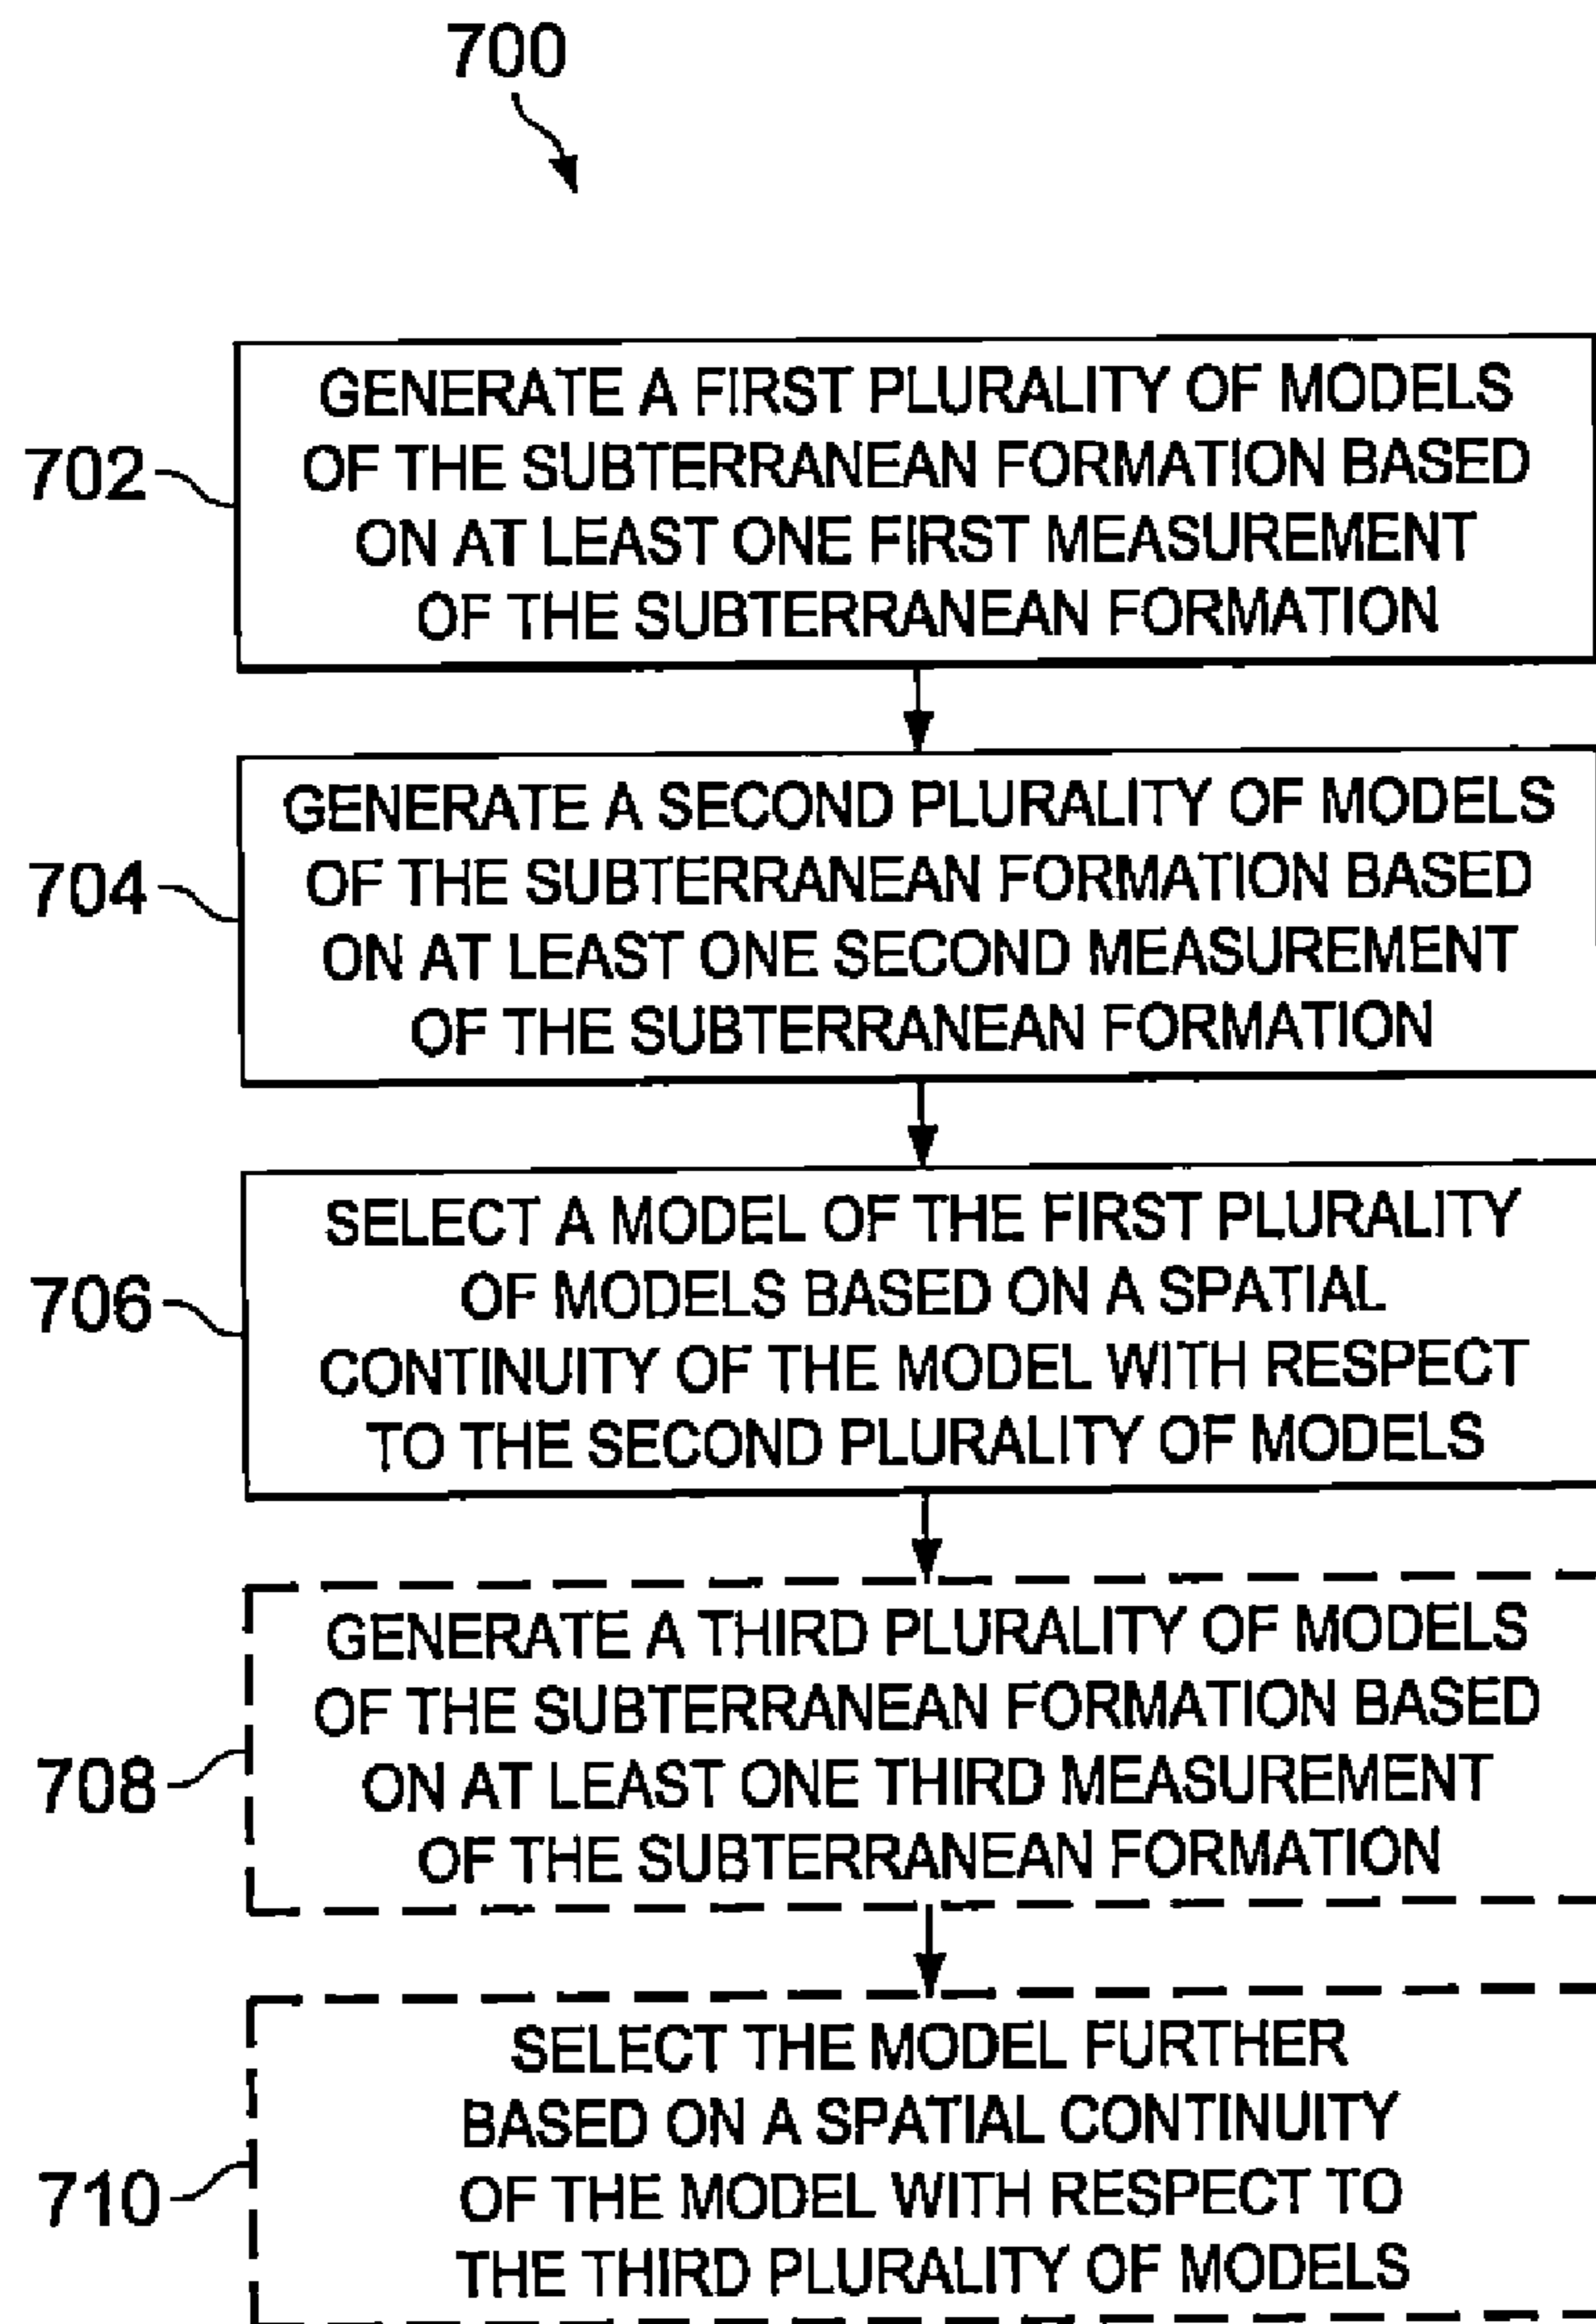 700
702
GENERATE A FIRST PLURALITY OF MODELS
OF THE SUBTERRANEAN FORMATION BASED
ON AT LEAST ONE FIRST MEASUREMENT
OF THE SUBTERRANEAN FORMATION
704
GENERATE A SECOND PLURALITY OF MODELS
OF THE SUBTERRANEAN FORMATION BASED
ON AT LEAST ONE SECOND MEASUREMENT
OF THE SUBTERRANEAN FORMATION
706
SELECT A MODEL OF THE FIRST PLURALITY
OF MODELS BASED ON A SPATIAL
CONTINUITY OF THE MODEL WITH RESPECT
TO THE SECOND PLURALITY OF MODELS
708
GENERATE A THIRD PLURALITY OF MODELS
OF THE SUBTERRANEAN FORMATION BASED
ON AT LEAST ONE THIRD MEASUREMENT
OF THE SUBTERRANEAN FORMATION
710
SELECT THE MODEL FURTHER
BASED ON A SPATIAL CONTINUITY
OF THE MODEL WITH RESPECT TO
THE THIRD PLURALITY OF MODELS